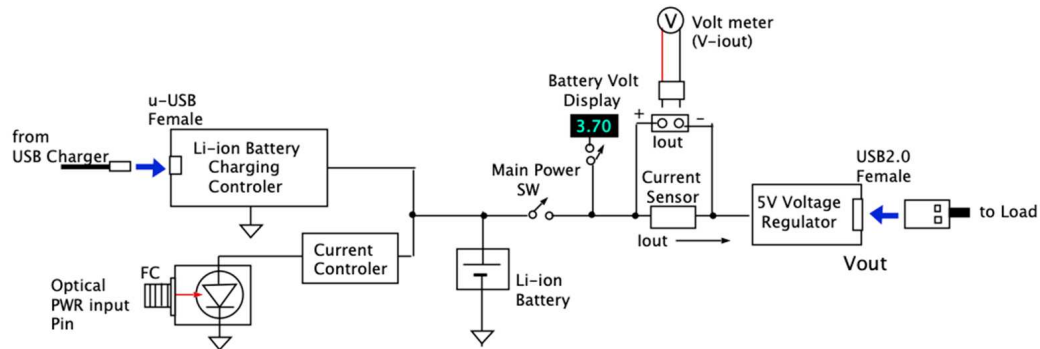 V
Volt meter
(V-iout)
Battery Volt
Display
3.70
+
-
Iout
u-USB
Female
from
USB Charger
Li-ion Battery
Charging
Controler
Main Power
SW
Current
Sensor
Iout
USB2.0
Female
5V Voltage
Regulator
to Load
Vout
Current
Controler
FC
Optical
PWR input
Pin
Li-ion
Battery